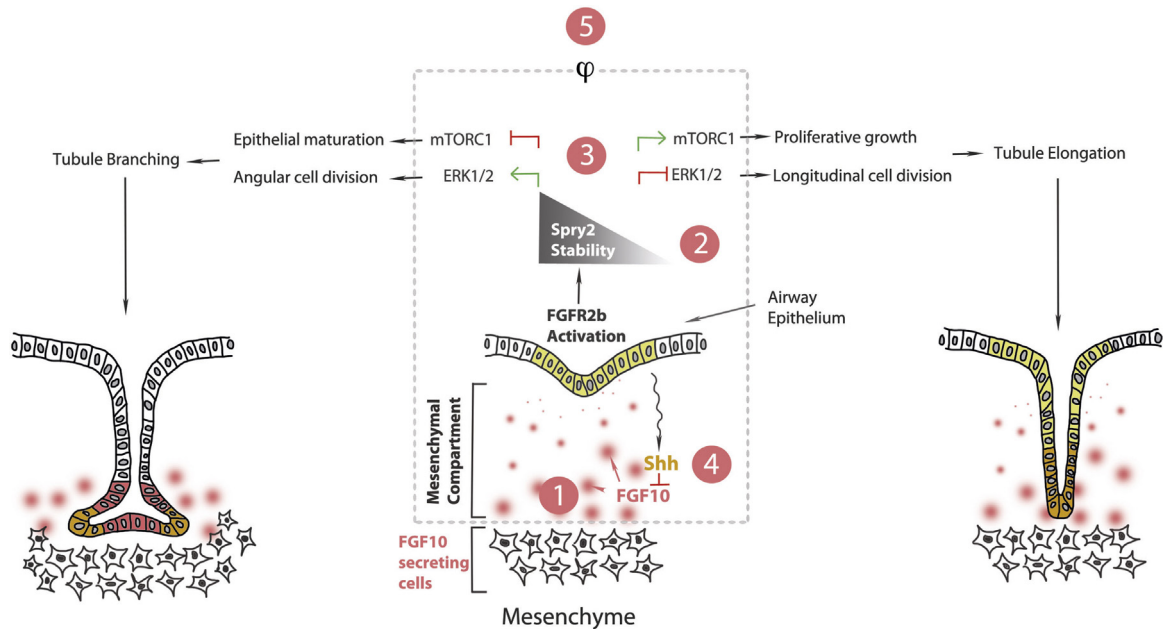 5
φ
Epithelial maturation
mTORC1
Tubule Branching
Angular cell division
ERK1/2
3
mTORC1
Proliferative growth
ERK1/2
Longitudinal cell division
Tubule Elongation
Spry2
Stability
2
FGFR2b
Activation
Airway
Epithelium
Mesenchymal
Compartment
Shh
4
1
FGF10
FGF10
secreting
cells
Mesenchyme